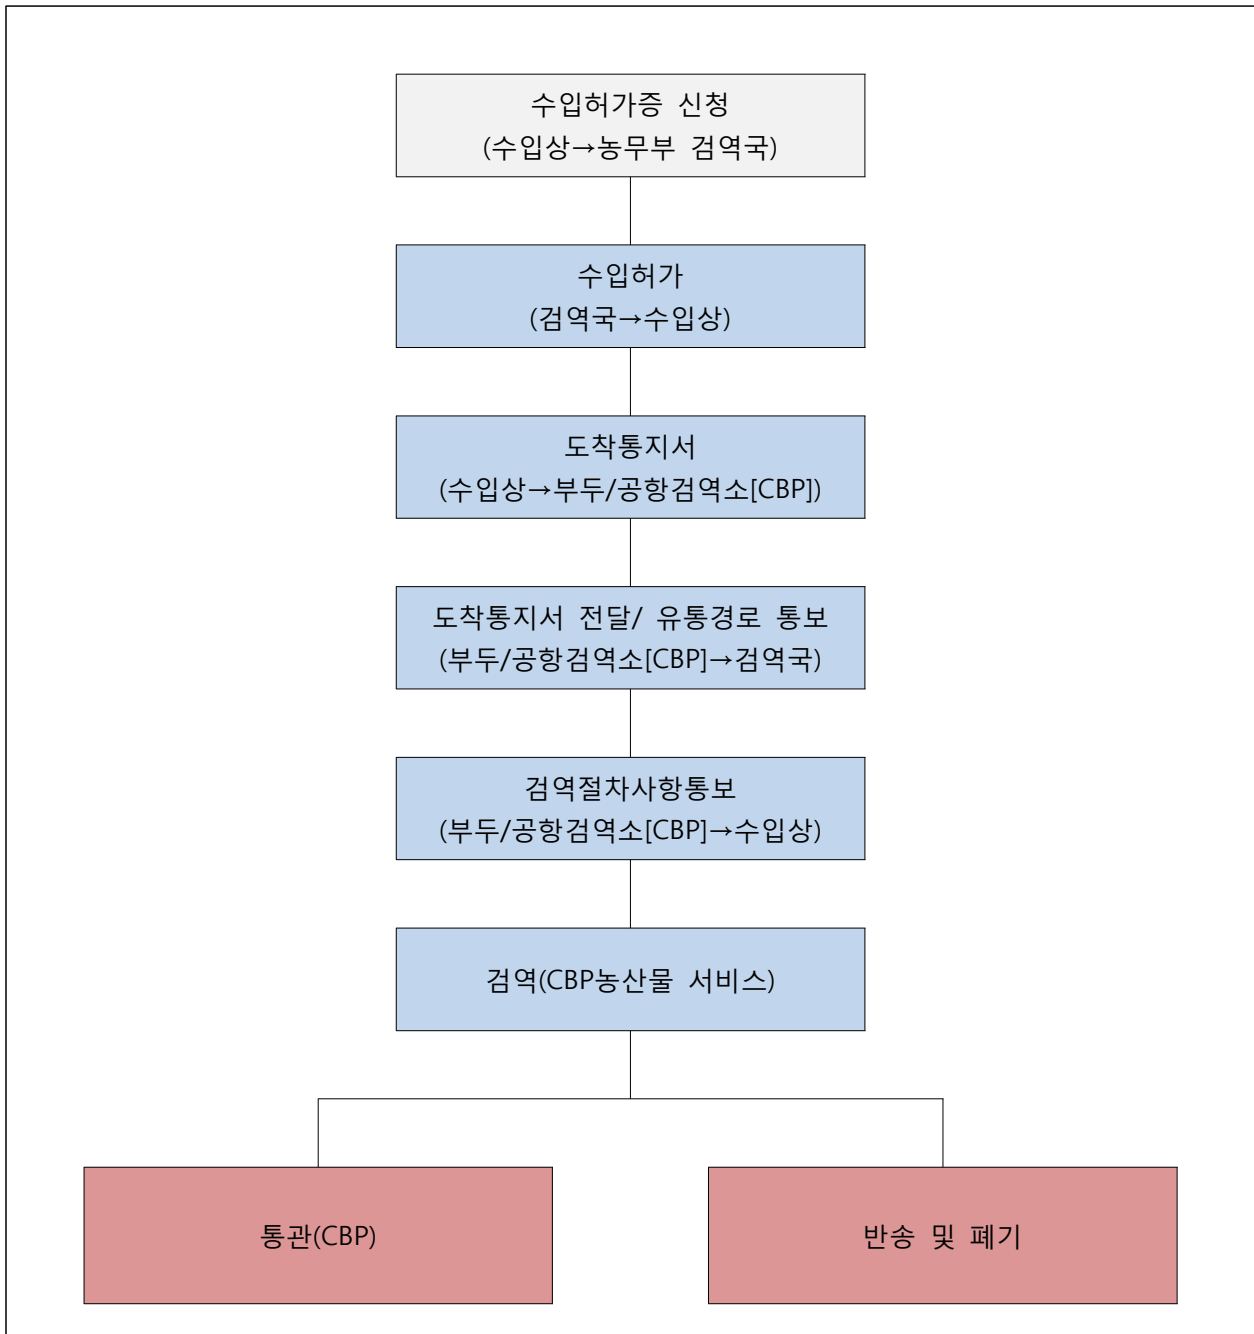 수입허가증 신청
(수입상→농무부 검역국)
수입허가
(검역국→수입상)
도착통지서
(수입상→부두/공항검역소[CBP])
도착통지서 전달/ 유통경로 통보
(부두/공항검역소[CBP]→검역국)
검역절차사항통보
(부두/공항검역소[CBP]→수입상)
검역(CBP농산물 서비스)
통관(CBP)
반송 및 폐기